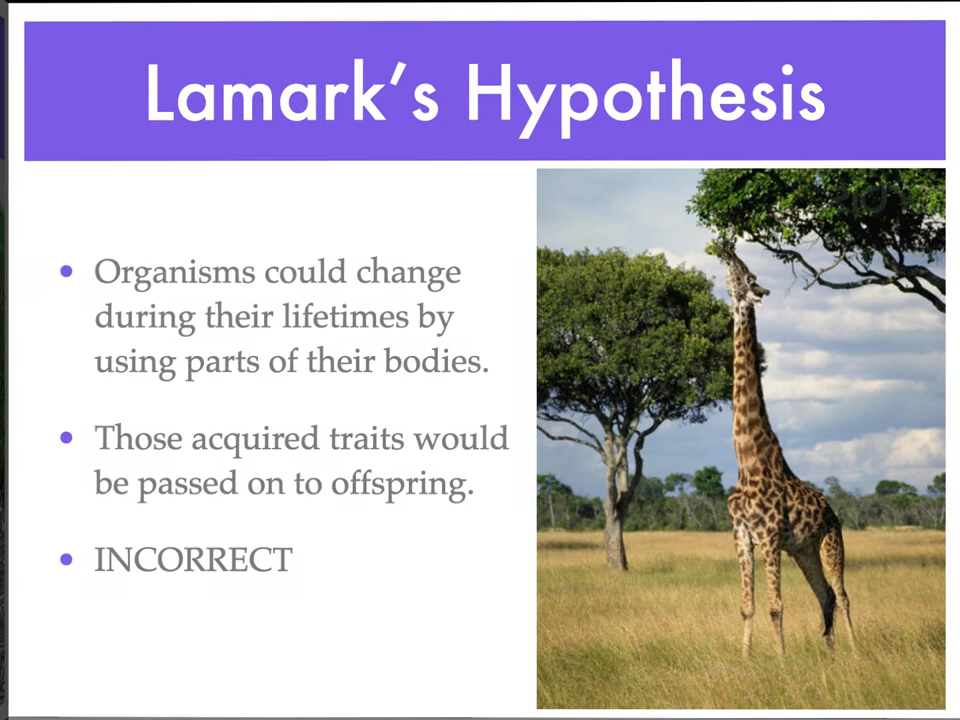 Lamark’s Hypothesis
• Organisms could change
during their lifetimes by
using parts of their bodies.
• Those acquired traits would
be passed on to offspring.
• INCORRECT